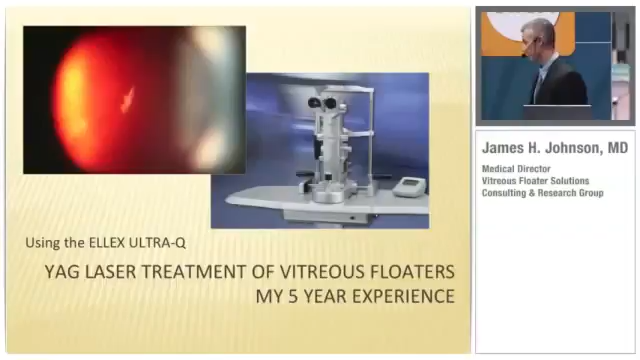 Using the ELLEX ULTRA-Q
YAG LASER TREATMENT OF VITREOUS FLOATERS
MY 5 YEAR EXPERIENCE
James H. Johnson, MD
Medical Director
Vitreous Floater Solutions
Consulting & Research Group